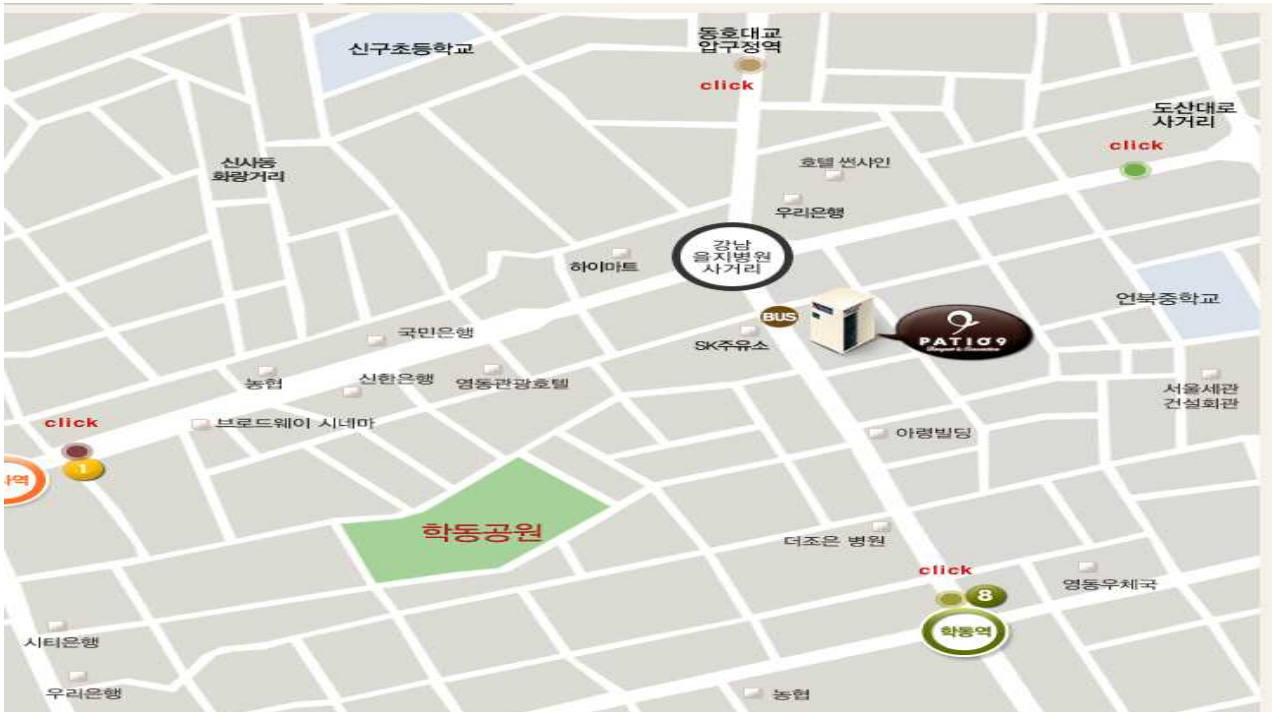 신구초등학교
동호대교
압구정역
click
도산대로
사거리
click
신사동
화랑거리
호텔 썬샤인
우리은행
강남
을지병원
사거리
하이마트
언북중학교
BUS
PATIO9
SK주유소
국민은행
농협
신한은행
영동관광호텔
서울세관
건설회관
click
브로드웨이 시네마
아령빌딩
1
사역
학동공원
더조은 병원
click
8
영동우체국
학동역
시티은행
우리은행
농협